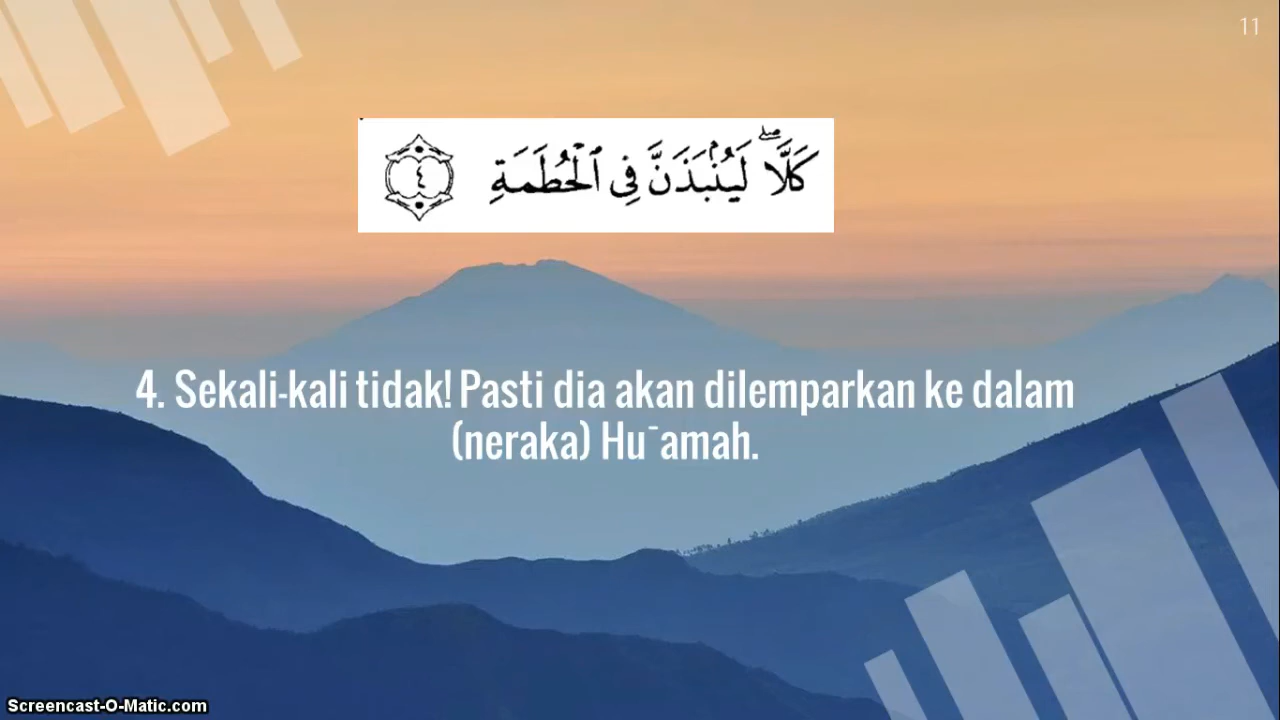 11
كَلَّا ۖ لَيُنۢبَذَنَّ فِى ٱلْحُطَمَةِ ٤
4. Sekali-kali tidak! Pasti dia akan dilemparkan ke dalam
(neraka) Hu¯amah.
Screencast-O-Matic.com